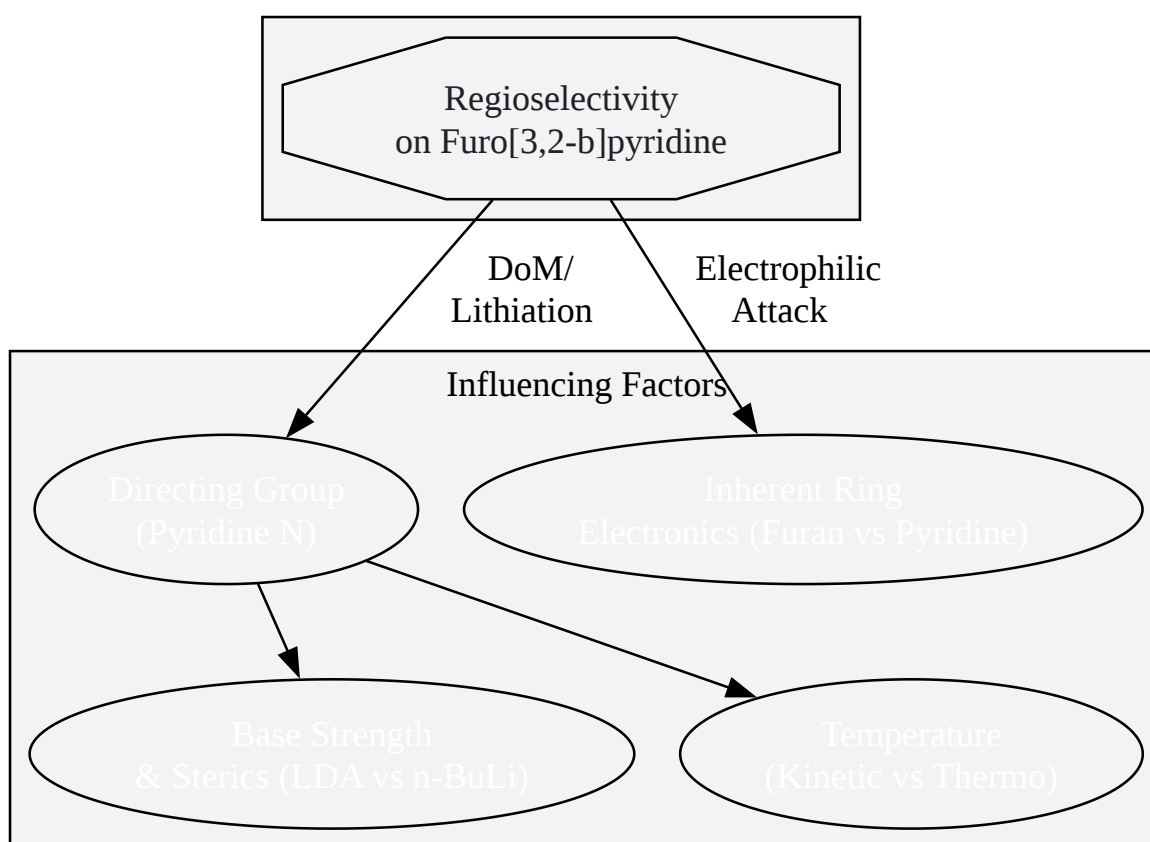 Regioselectivity
on Furo[3,2-b]pyridine
DoM/
Lithiation
Electrophilic
Attack
Influencing Factors
Directing Group
(Pyridine N)
Inherent Ring
Electronics (Furan vs Pyridine)
Base Strength
& Sterics (LDA vs n-BuLi)
Temperature
(Kinetic vs Thermo)